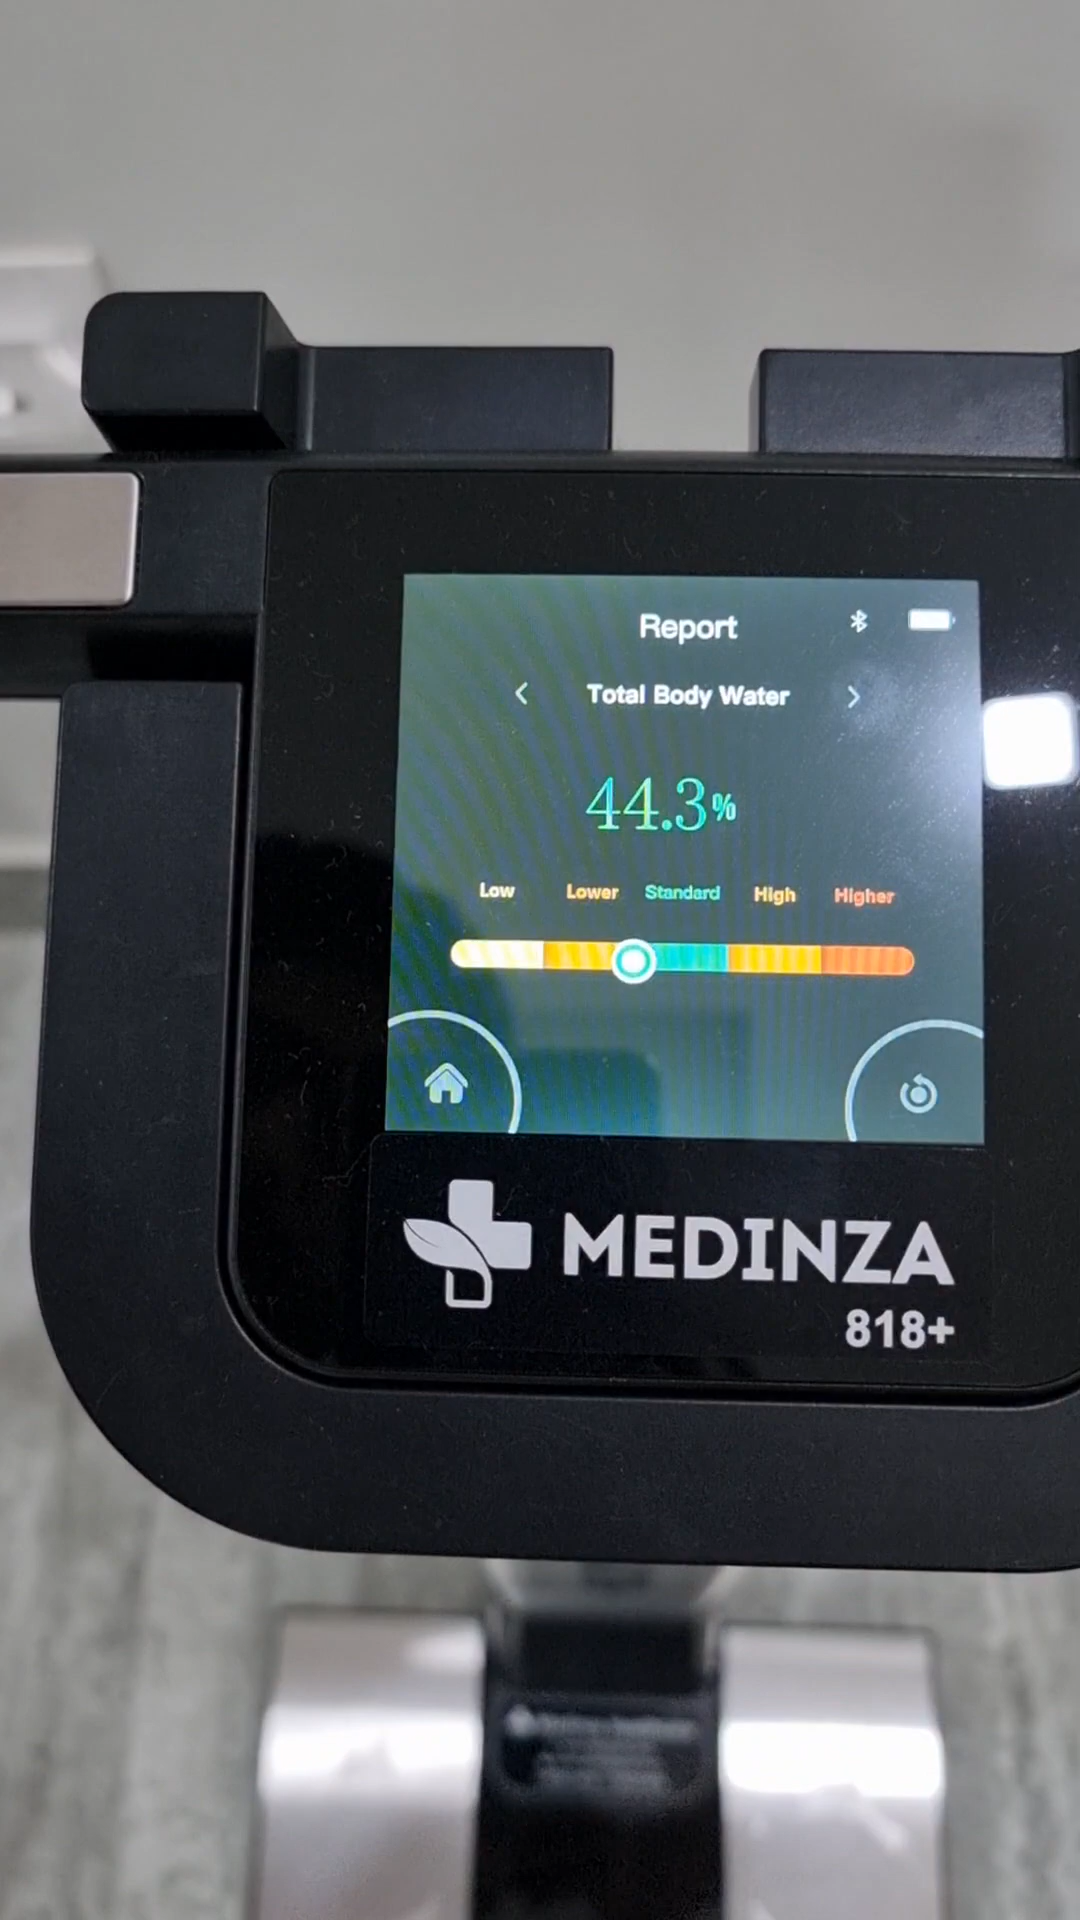 Report
Total Body Water
44.3%
Low Lower Standard High Higher
MEDINZA
818+